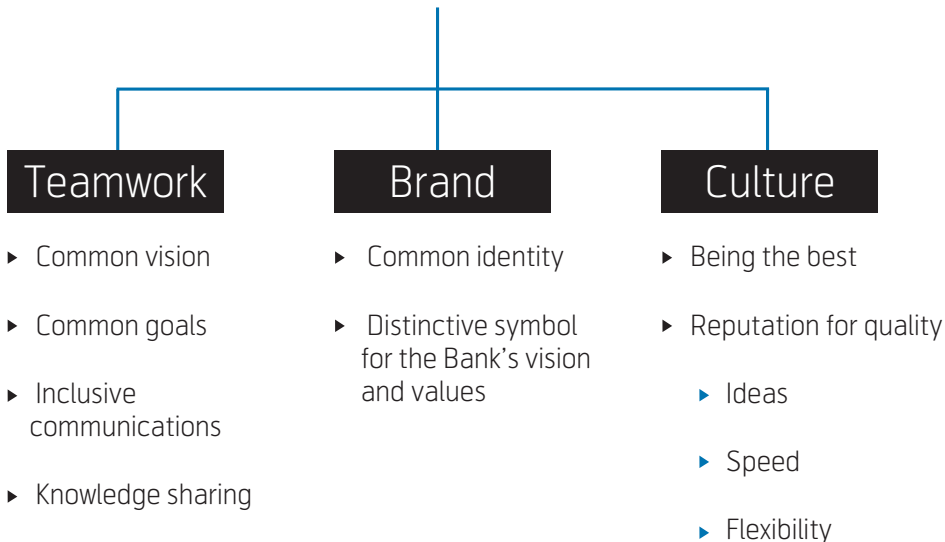 Teamwork
Common vision
Common goals
Inclusive
communications
Knowledge sharing
Brand
Common identity
Distinctive symbol
for the Bank's vision
and values
Culture
Being the best
Reputation for quality
Ideas
Speed
Flexibility